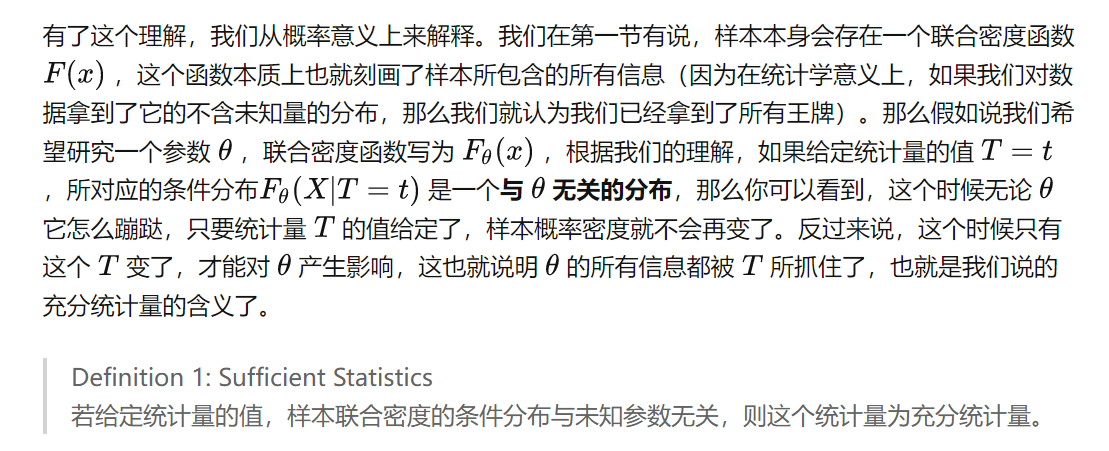 有了这个理解，我们从概率意义上来解释。我们在第一节有说，样本本身会存在一个联合密度函数
F(x) ，这个函数本质上也就刻画了样本所包含的所有信息（因为在统计学意义上，如果我们对数
据拿到了它的不含未知量的分布，那么我们就认为我们已经拿到了所有王牌）。那么假如说我们希
望研究一个参数 θ ，联合密度函数写为 F_θ(x) ，根据我们的理解，如果给定统计量的值 T = t
，所对应的条件分布F_θ(X|T = t) 是一个与 θ 无关的分布，那么你可以看到，这个时候无论 θ
它怎么蹦跶，只要统计量 T 的值给定了，样本概率密度就不会再变了。反过来说，这个时候只有
这个 T 变了，才能对 θ 产生影响，这也就说明 θ 的所有信息都被 T 所抓住了，也就是我们说的
充分统计量的含义了。
Definition 1: Sufficient Statistics
若给定统计量的值，样本联合密度的条件分布与未知参数无关，则这个统计量为充分统计量。